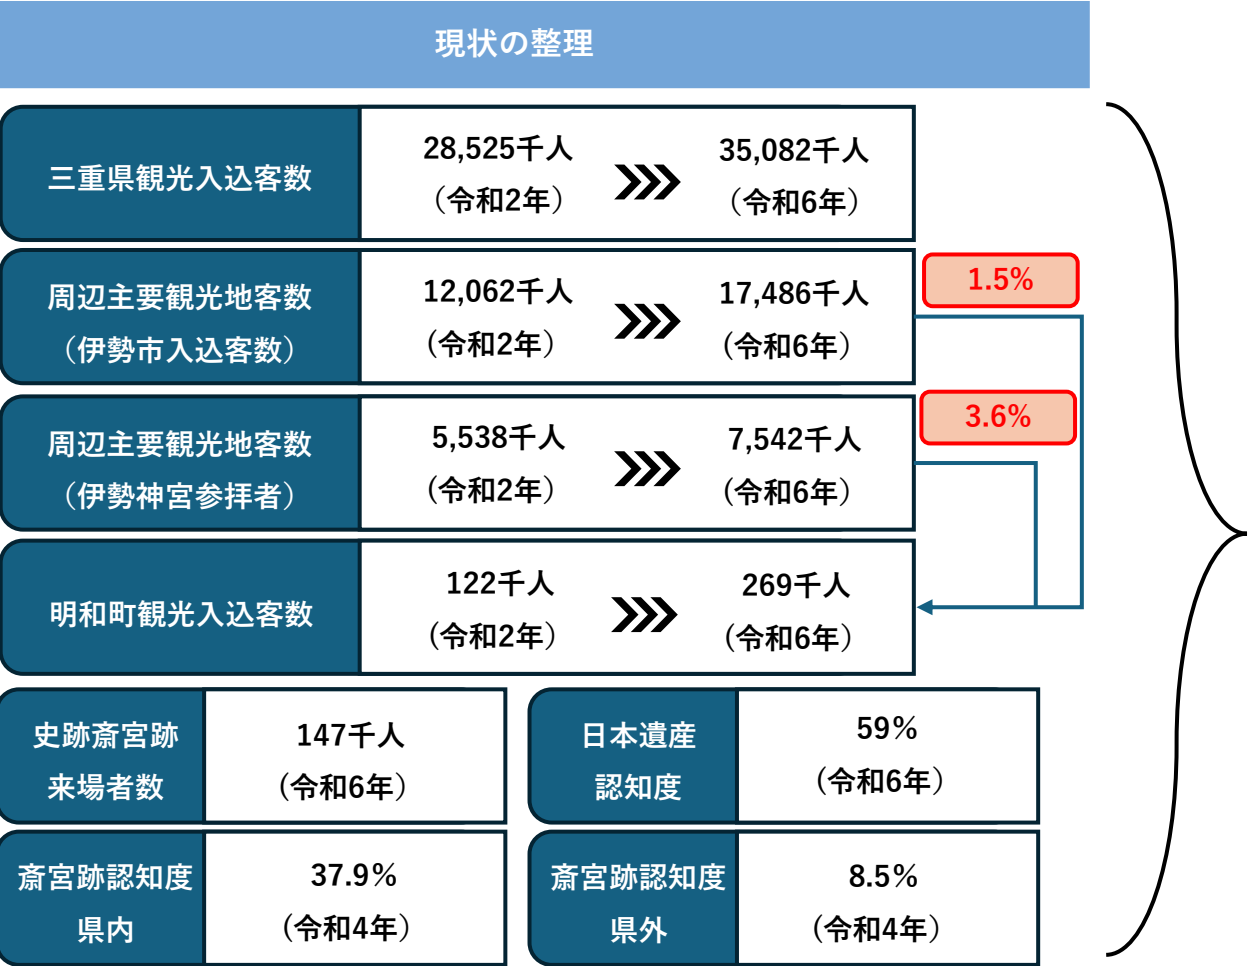 現状の整理
三重県観光入込客数
28,525千人
（令和2年）
35,082千人
（令和6年）
周辺主要観光地客数
（伊勢市入込客数）
12,062千人
(令和2年）
17,486千人
(令和6年）
1.5%
周辺主要観光地客数
（伊勢神宮参拝者）
5,538千人
(令和2年）
7,542千人
(令和6年）
3.6%
明和町観光入込客数
122千人
(令和2年）
269千人
(令和6年）
史跡斎宮跡
来場者数
147千人
(令和6年）
日本遺産
認知度
59%
(令和6年）
斎宮跡認知度
県内
37.9%
(令和4年）
斎宮跡認知度
県外
8.5%
(令和4年）